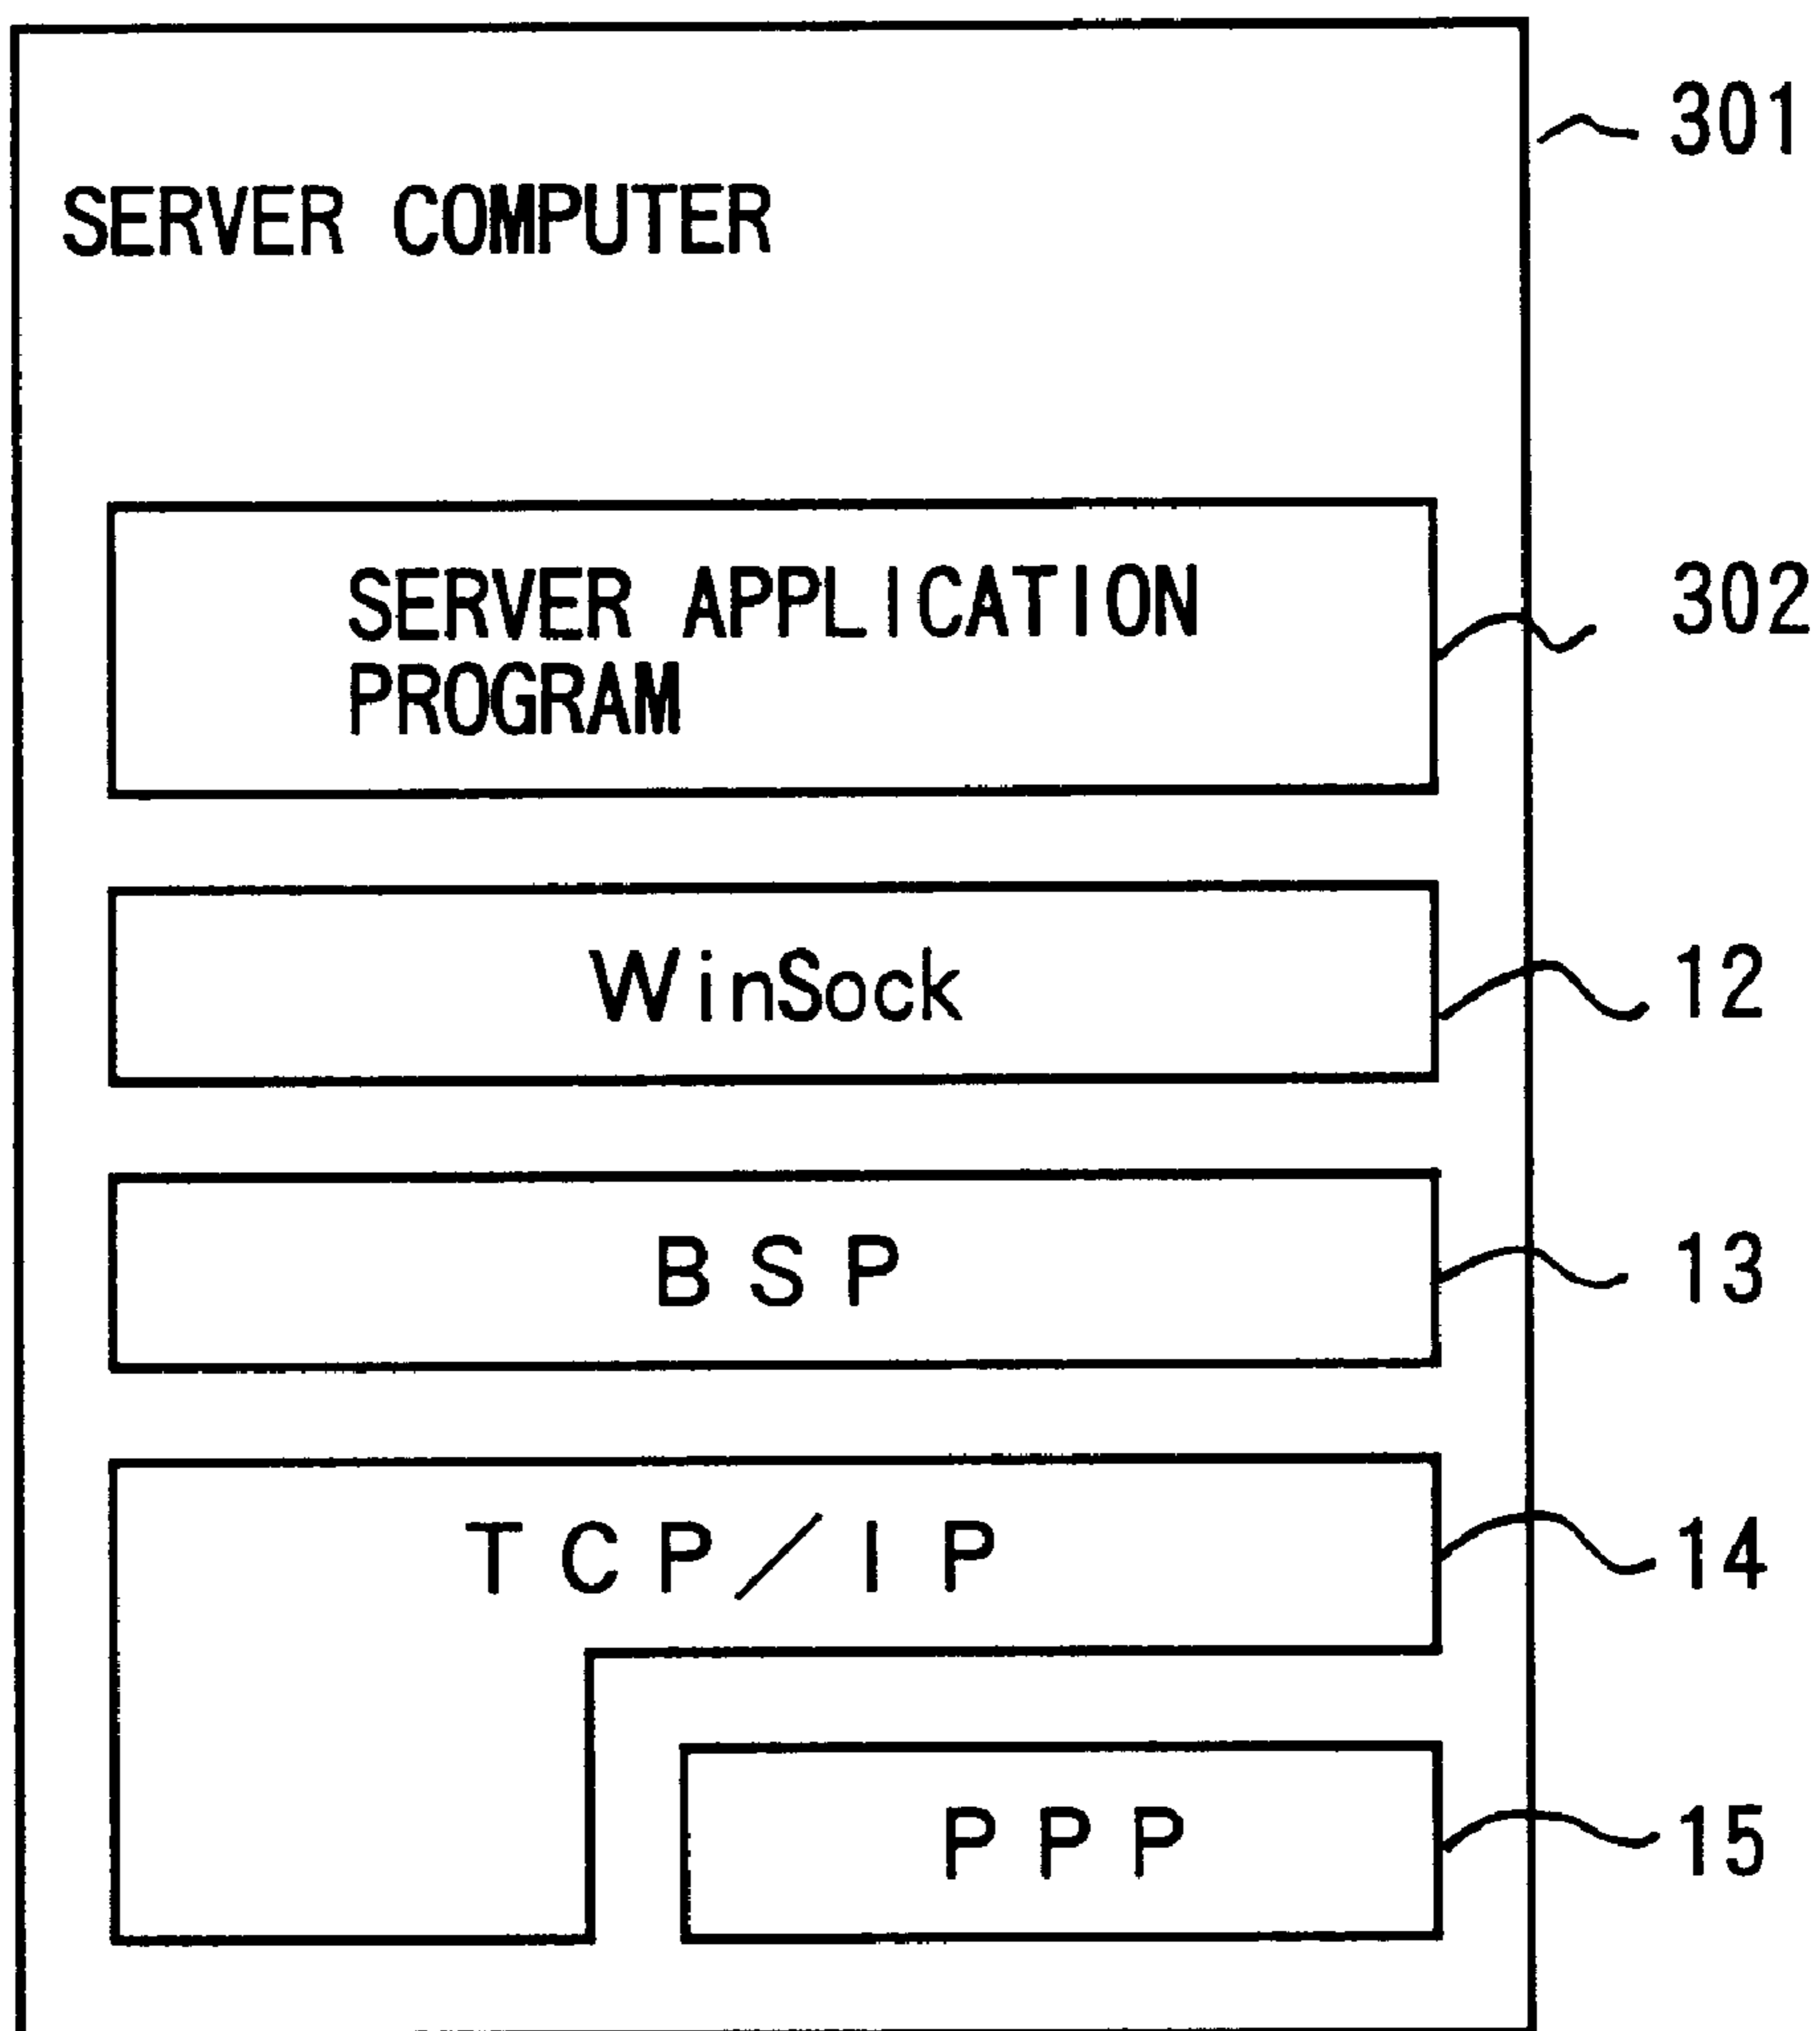 301
SERVER COMPUTER
SERVER APPLICATION
PROGRAM
302
WinSock
12
BSP
13
TCP/IP
14
PPP
15